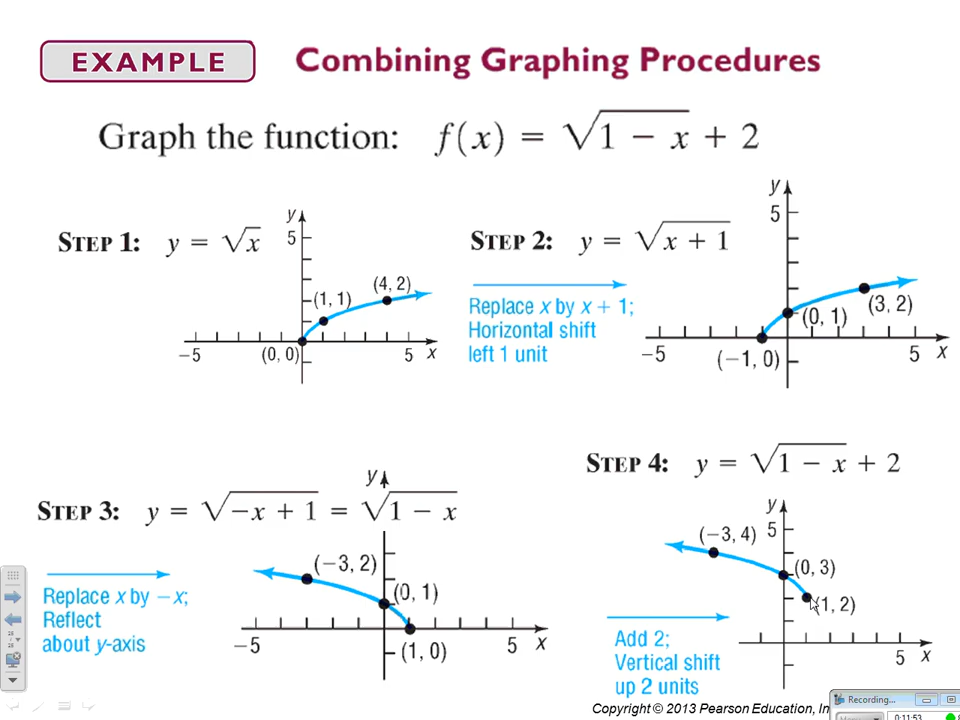 EXAMPLE
Combining Graphing Procedures
Graph the function: f(x) = √(1 − x) + 2
STEP 1: y = √x
y
5
(4, 2)
(1, 1)
(0, 0)
−5
5
x
STEP 2: y = √(x + 1)
Replace x by x + 1;
Horizontal shift
left 1 unit
y
5
(3, 2)
(0, 1)
(−1, 0)
−5
5
x
STEP 3: y = √(−x + 1) = √(1 − x)
Replace x by −x;
Reflect
about y-axis
y
(−3, 2)
(0, 1)
(1, 0)
−5
5
x
STEP 4: y = √(1 − x) + 2
Add 2;
Vertical shift
up 2 units
y
5
(−3, 4)
(0, 3)
(1, 2)
5
x
Copyright © 2013 Pearson Education, In
Recording...
0:11:53